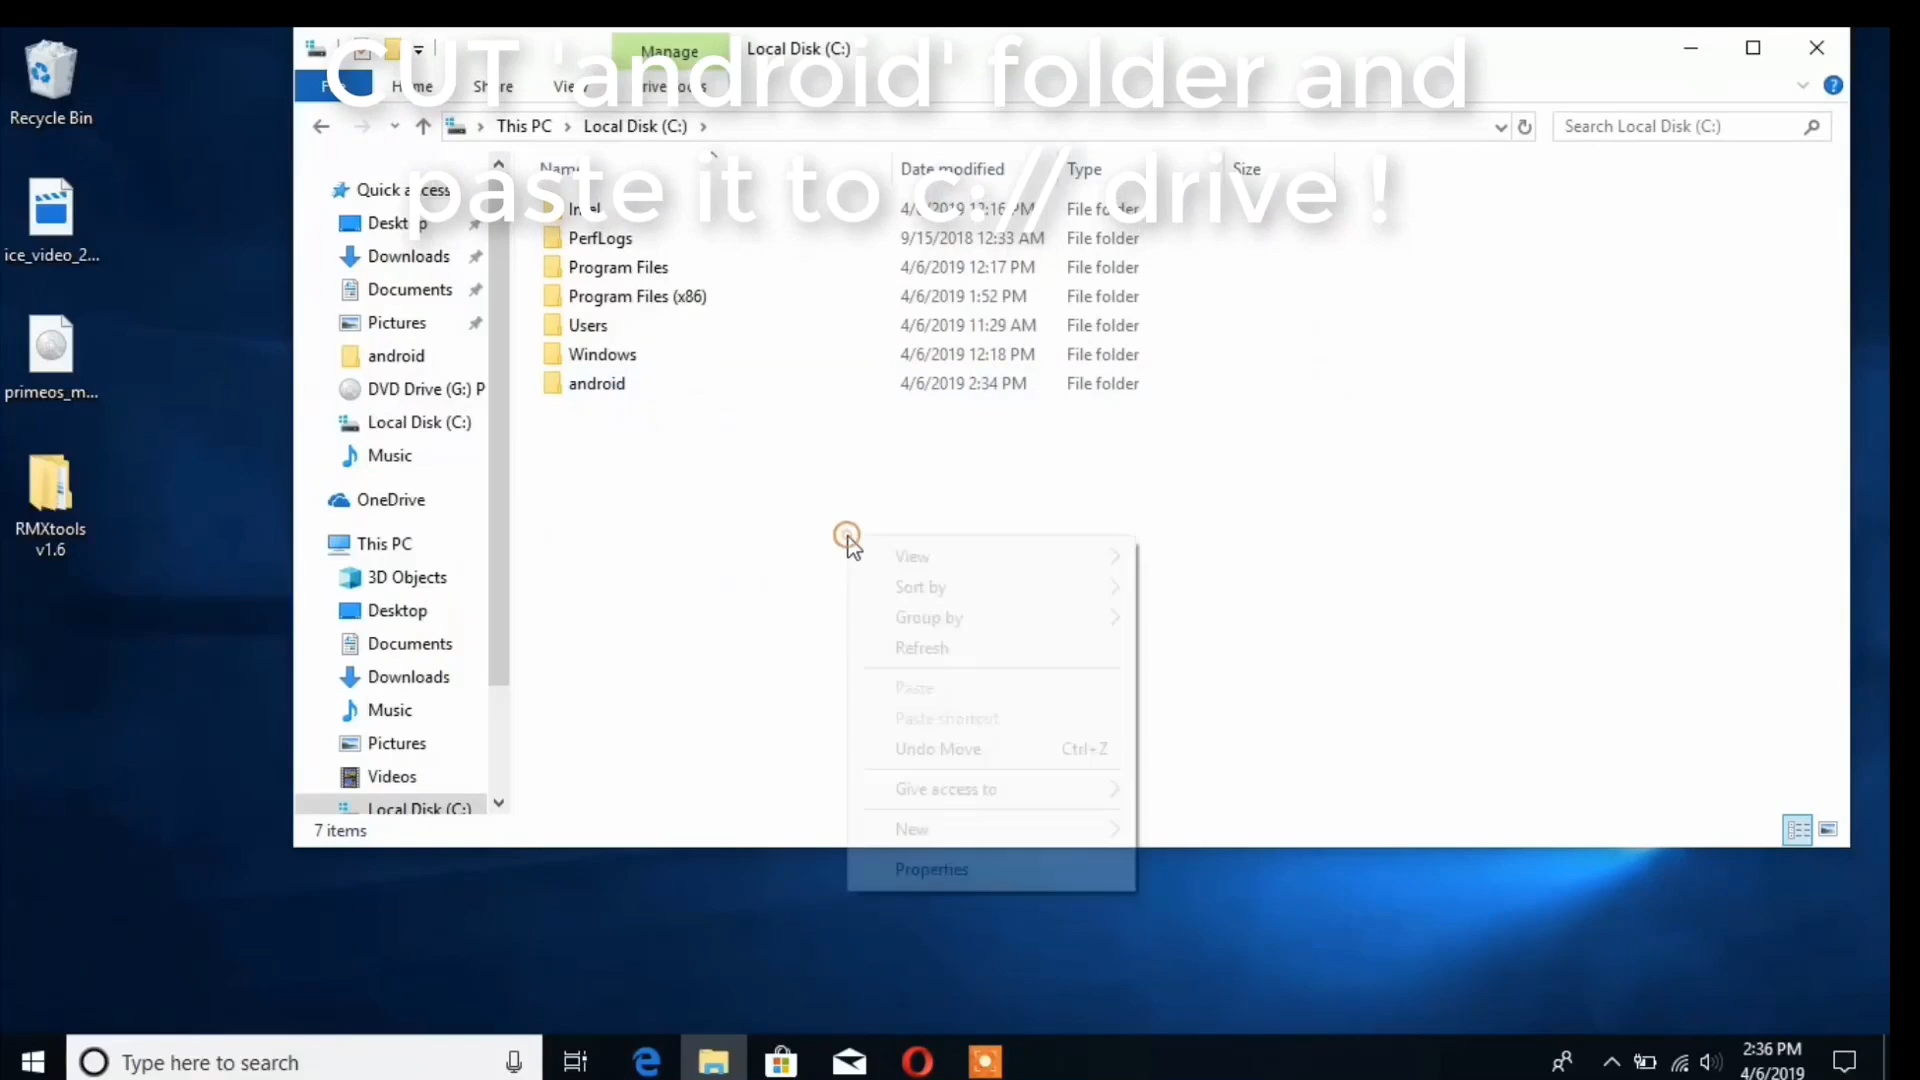 CUT 'android' folder and
paste it to c:// drive !
Recycle Bin
ice_video_2...
primeos_m...
RMXtools
v1.6
Manage
Local Disk (C:)
Home
Share
View
This PC
Local Disk (C:)
Search Local Disk (C:)
Name
Date modified
Type
Size
Intel
4/6/2019 12:16 PM
File folder
PerfLogs
9/15/2018 12:33 AM
File folder
Program Files
4/6/2019 12:17 PM
File folder
Program Files (x86)
4/6/2019 1:52 PM
File folder
Users
4/6/2019 11:29 AM
File folder
Windows
4/6/2019 12:18 PM
File folder
android
4/6/2019 2:34 PM
File folder
Quick access
Desktop
Downloads
Documents
Pictures
android
DVD Drive (G:) P
Local Disk (C:)
Music
OneDrive
This PC
3D Objects
Desktop
Documents
Downloads
Music
Pictures
Videos
Local Disk (C:)
7 items
View
Sort by
Group by
Refresh
Paste
Paste shortcut
Undo Move Ctrl+Z
Give access to
New
Properties
Type here to search
2:36 PM
4/6/2019